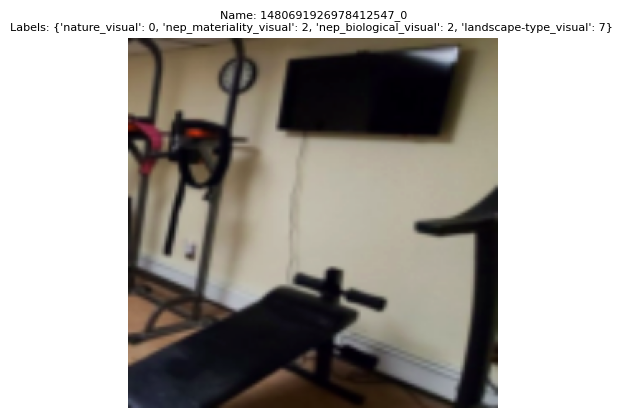 Name: 1480691926978412547_0
Labels: {'nature_visual': 0, 'nep_materiality_visual': 2, 'nep_biological_visual': 2, 'landscape-type_visual': 7}